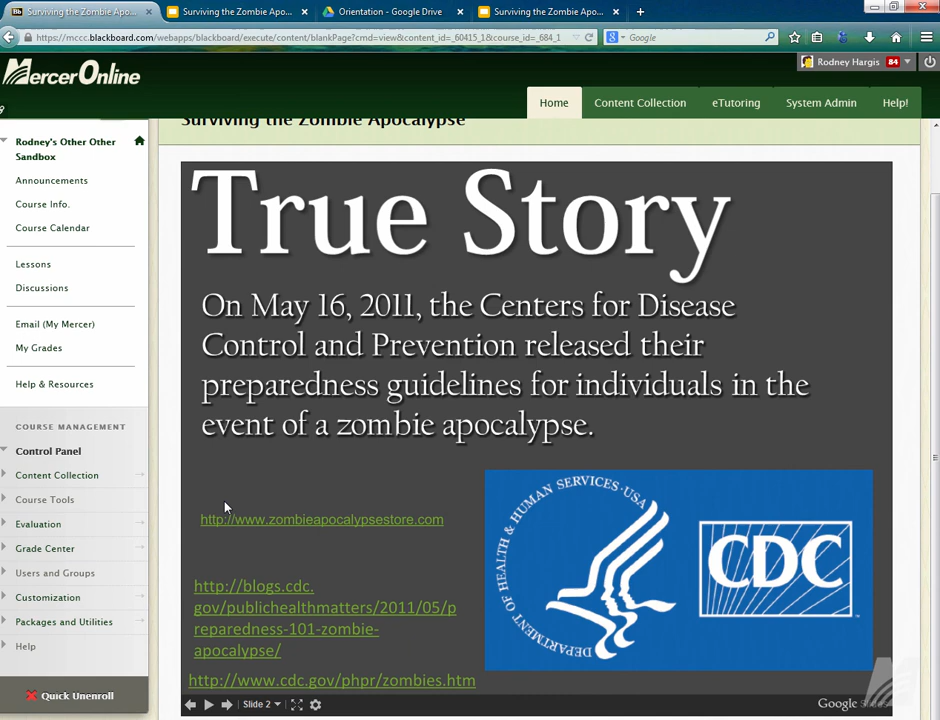 Surviving the Zombie Apo...
Surviving the Zombie Apo...
Orientation - Google Drive
Surviving the Zombie Apo...
https://mccc.blackboard.com/webapps/blackboard/execute/content/blankPage?cmd=view&content_id=_60415_1&course_id=_684_1
Google
MercerOnline
Rodney Hargis 84
Home
Content Collection
eTutoring
System Admin
Help!
Surviving the Zombie Apocalypse
Rodney's Other Other
Sandbox
Announcements
Course Info.
Course Calendar
Lessons
Discussions
Email (My Mercer)
My Grades
Help & Resources
COURSE MANAGEMENT
Control Panel
Content Collection
Course Tools
Evaluation
Grade Center
Users and Groups
Customization
Packages and Utilities
Help
Quick Unenroll
True Story
On May 16, 2011, the Centers for Disease
Control and Prevention released their
preparedness guidelines for individuals in the
event of a zombie apocalypse.
http://www.zombieapocalypsestore.com
http://blogs.cdc.
gov/publichealthmatters/2011/05/p
reparedness-101-zombie-
apocalypse/
http://www.cdc.gov/phpr/zombies.htm
DEPARTMENT OF HEALTH & HUMAN SERVICES·USA
CDC
Slide 2
Google Slides